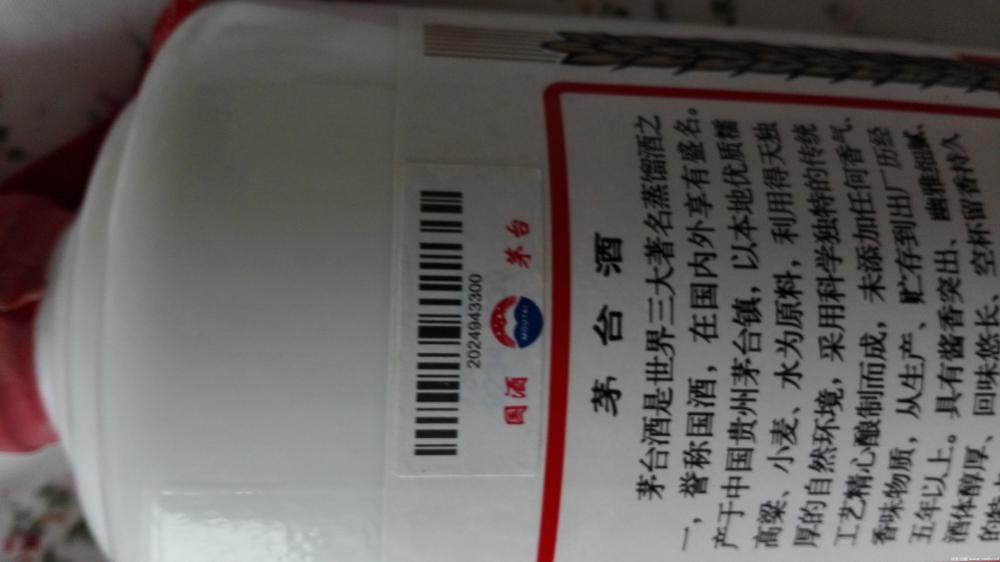 国酒 茅台
MOUTAI
2024943300
茅台酒
茅台酒是世界三大著名蒸馏酒之
一，誉称国酒，在国内外享有盛名。
产于中国贵州茅台镇，以本地优质糯
高粱、小麦、水为原料，利用得天独
厚的自然环境，采用科学独特的传统
工艺精心酿制而成，未添加任何香气、
香味物质，从生产、贮存到出厂历经
五年以上。具有酱香突出、幽雅细腻、
酒体醇厚、回味悠长、空杯留香持久
的特点